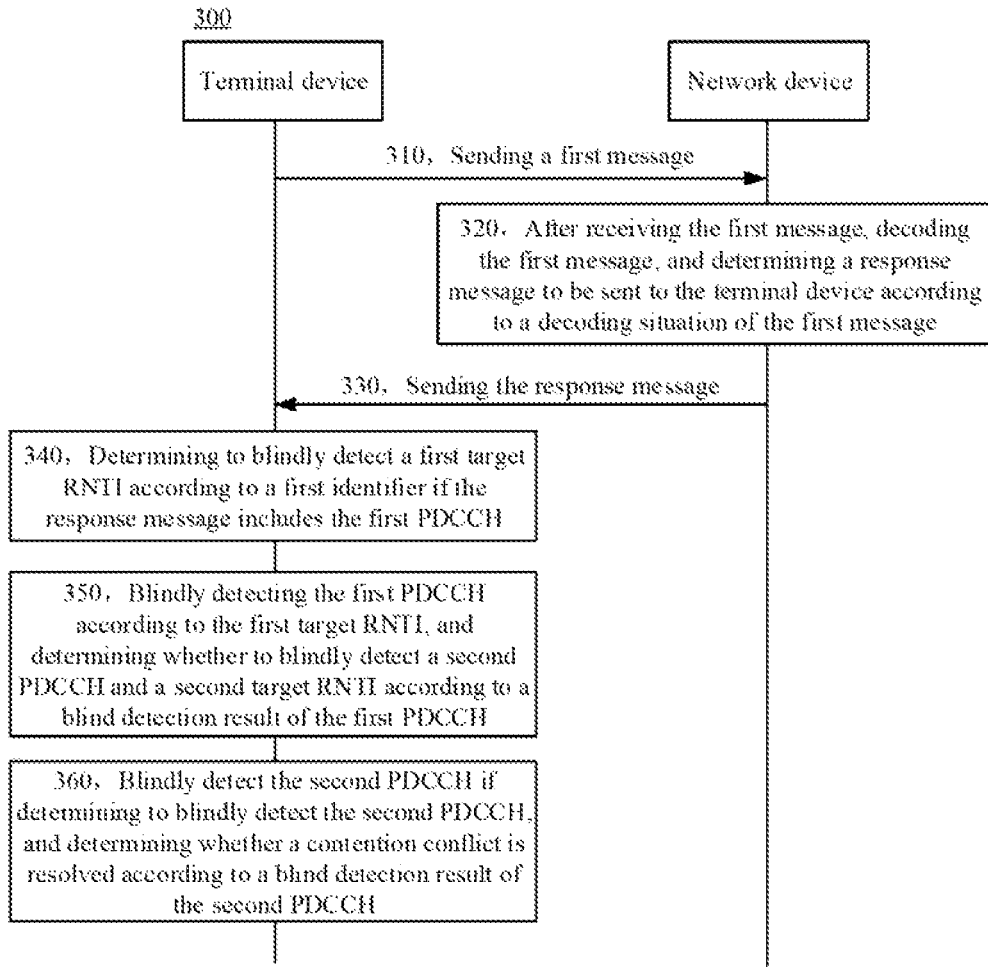 300
Terminal device
Network device
310, Sending a first message
320, After receiving the first message, decoding
the first message, and determining a response
message to be sent to the terminal device according
to a decoding situation of the first message
330, Sending the response message
340, Determining to blindly detect a first target
RNTI according to a first identifier if the
response message includes the first PDCCH
350, Blindly detecting the first PDCCH
according to the first target RNTI, and
determining whether to blindly detect a second
PDCCH and a second target RNTI according to a
blind detection result of the first PDCCH
360, Blindly detect the second PDCCH if
determining to blindly detect the second PDCCH,
and determining whether a contention conflict is
resolved according to a blind detection result of
the second PDCCH